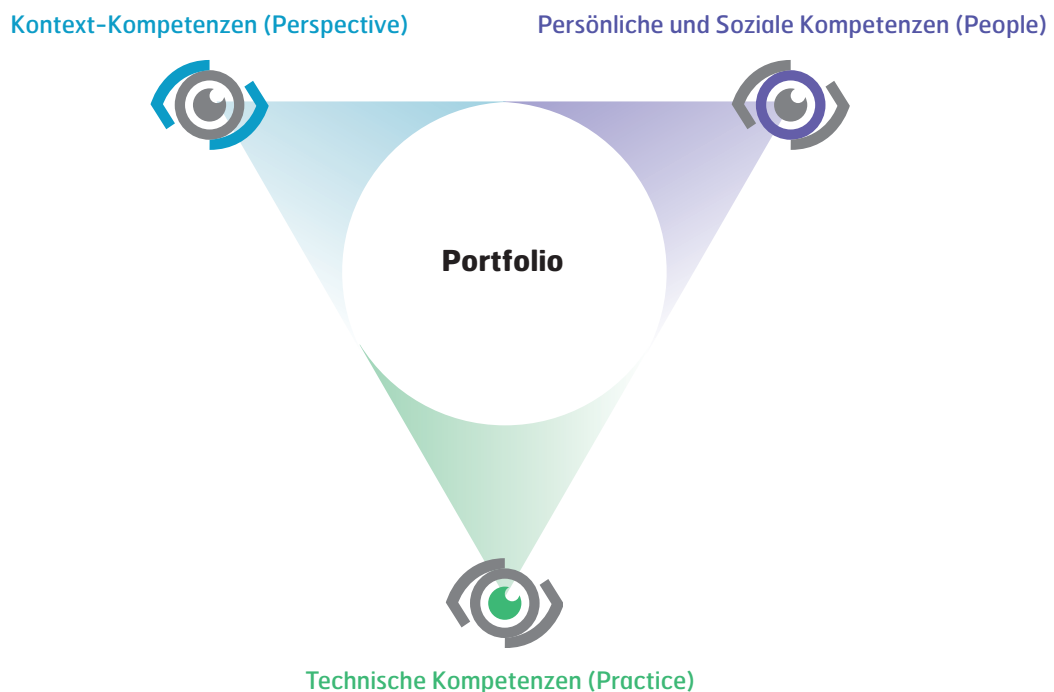 Kontext-Kompetenzen (Perspective)
Persönliche und Soziale Kompetenzen (People)
Portfolio
Technische Kompetenzen (Practice)